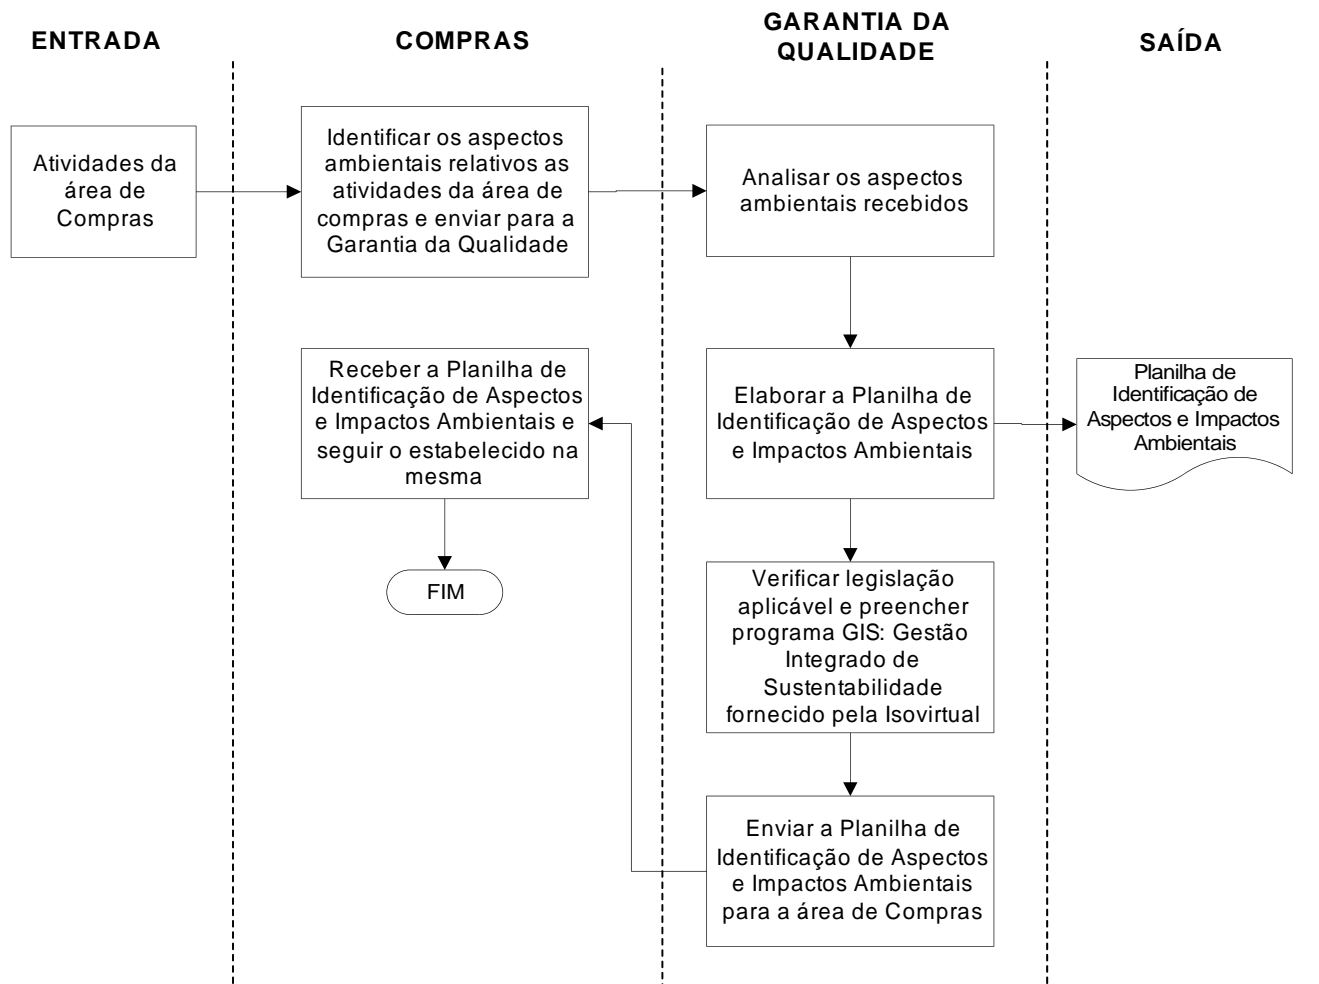 ENTRADA
COMPRAS
GARANTIA DA
QUALIDADE
SAÍDA
Atividades da
área de
Compras
Identificar os aspectos
ambientais relativos as
atividades da área de
compras e enviar para a
Garantia da Qualidade
Analisar os aspectos
ambientais recebidos
Receber a Planilha de
Identificação de Aspectos
e Impactos Ambientais e
seguir o estabelecido na
mesma
Elaborar a Planilha de
Identificação de Aspectos
e Impactos Ambientais
Planilha de
Identificação de
Aspectos e Impactos
Ambientais
FIM
Verificar legislação
aplicável e preencher
programa GIS: Gestão
Integrado de
Sustentabilidade
fornecido pela Isovirtual
Enviar a Planilha de
Identificação de Aspectos
e Impactos Ambientais
para a área de Compras